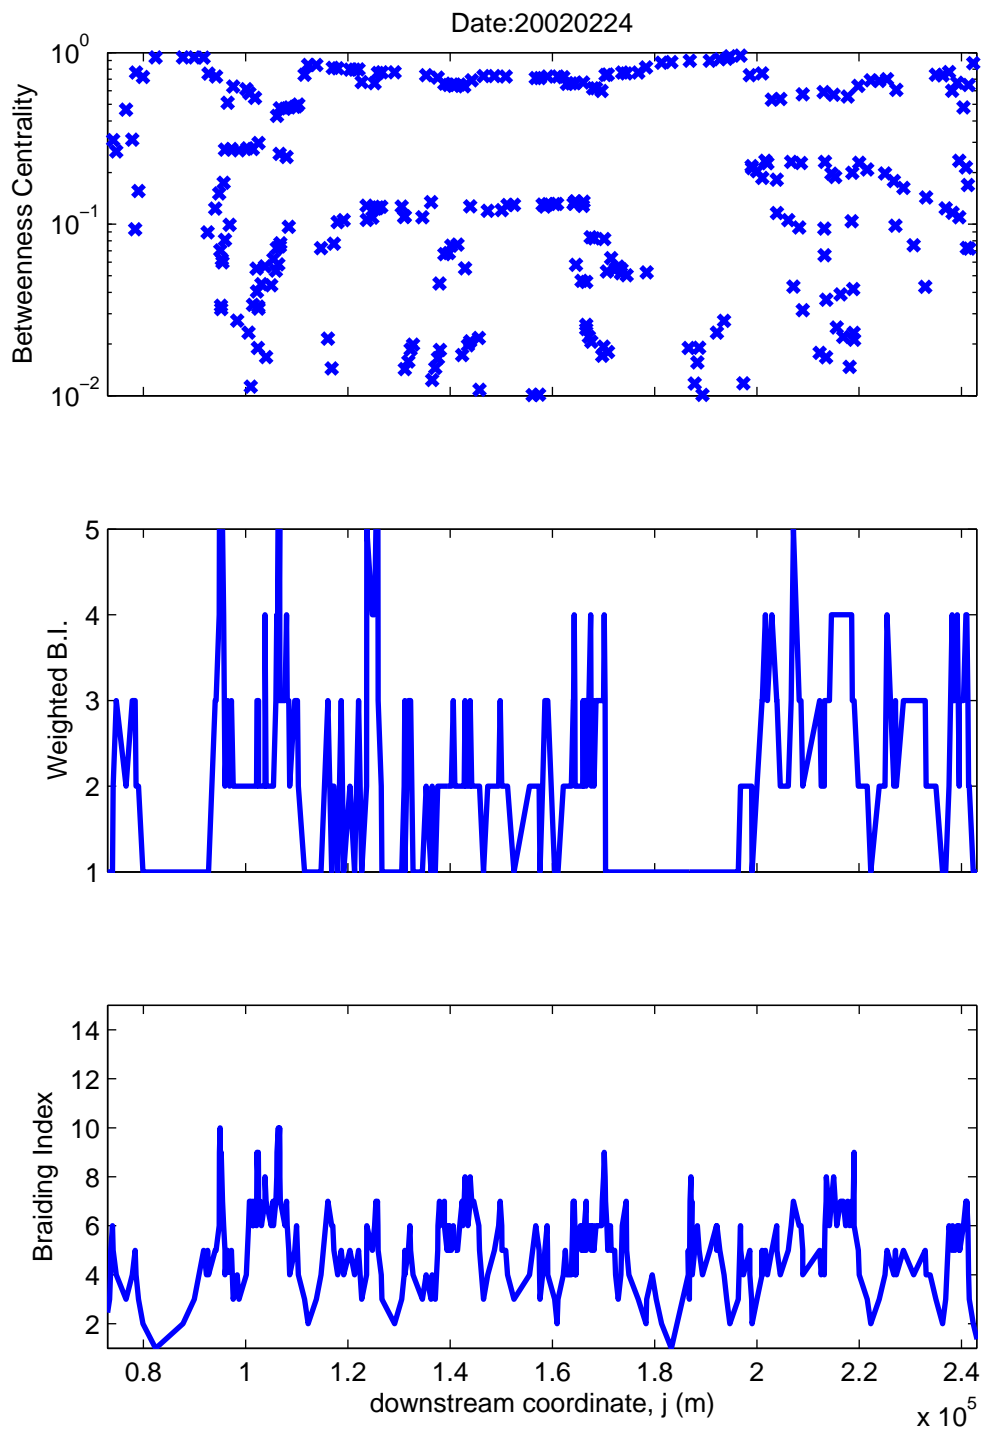 Date:20020224
10^0
10^−1
10^−2
Betweenness Centrality
5
4
3
2
1
Weighted B.I.
14
12
10
8
6
4
2
Braiding Index
0.8 1 1.2 1.4 1.6 1.8 2 2.2 2.4
downstream coordinate, j (m)
x 10^5